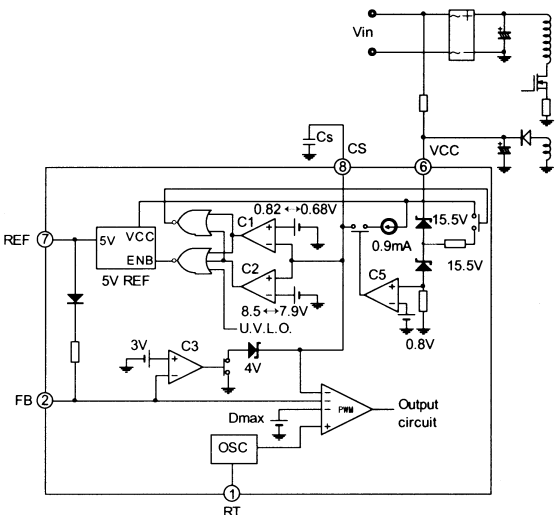 Vin
+
~
~
−
Cs
CS
VCC
8
6
0.82 ↔ 0.68V
15.5V
C1
0.9mA
REF
7
5V
VCC
ENB
5V REF
C2
C5
15.5V
8.5 ↔ 7.9V
U.V.L.O.
0.8V
3V
C3
4V
FB
2
Dmax
PWM
Output
circuit
OSC
1
RT